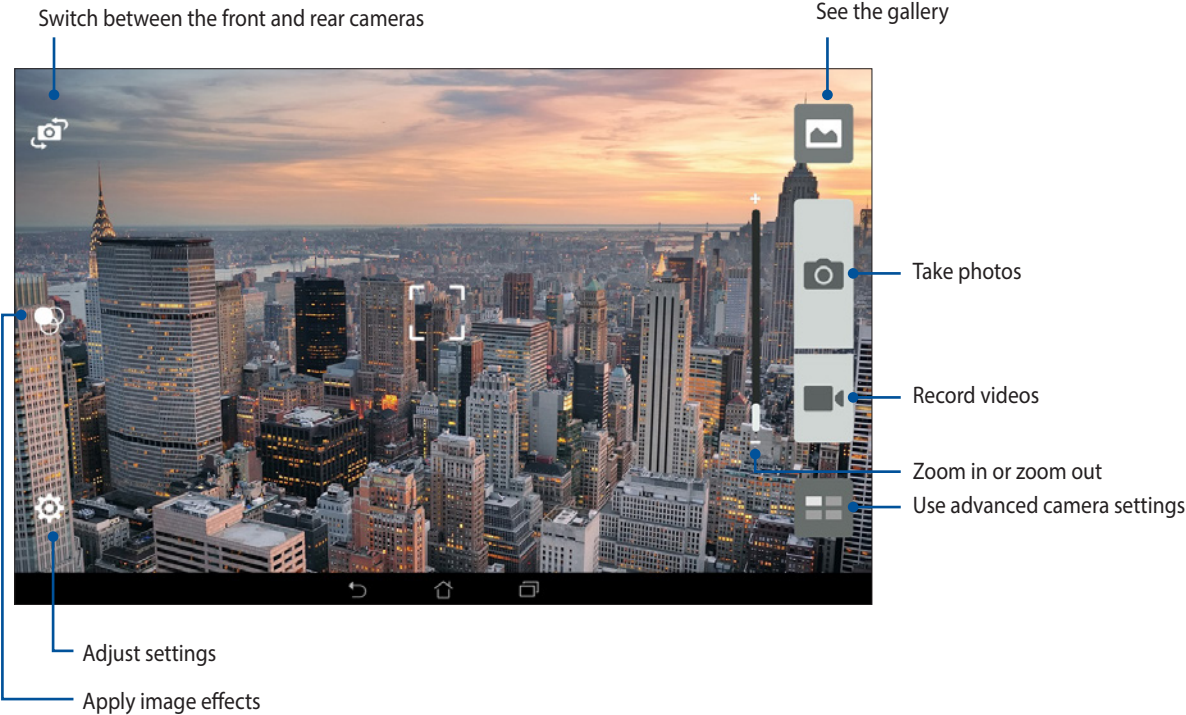 Switch between the front and rear cameras
See the gallery
Take photos
Record videos
Zoom in or zoom out
Use advanced camera settings
Adjust settings
Apply image effects